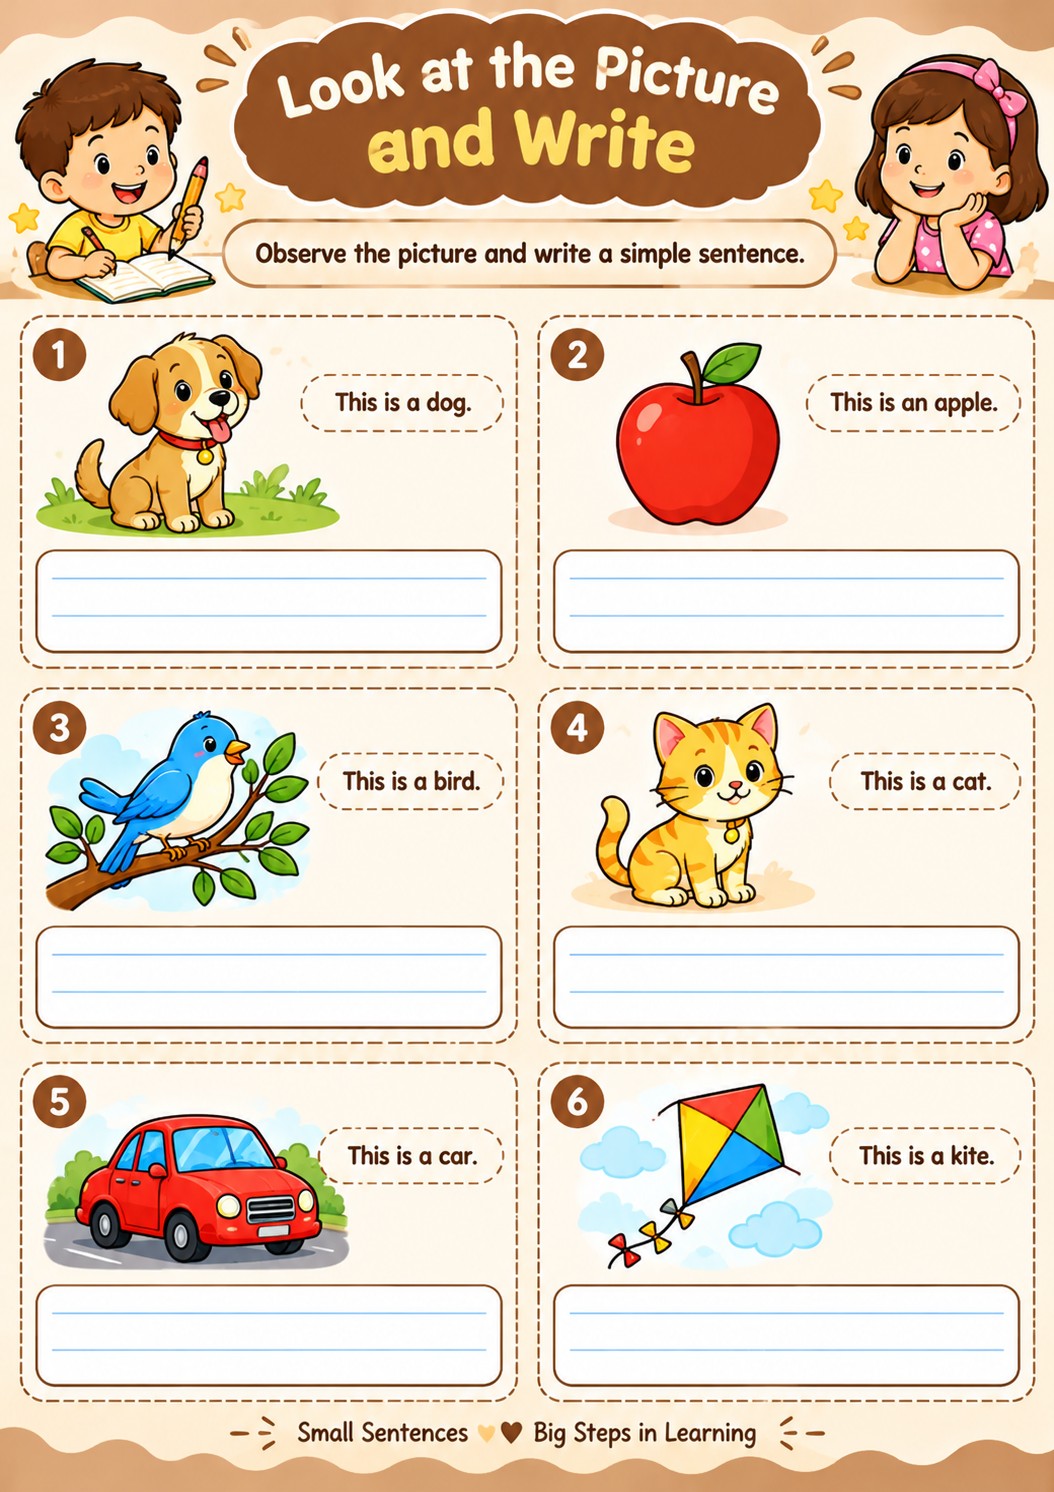 Look at the Picture
and Write
Observe the picture and write a simple sentence.
1
This is a dog.
2
This is an apple.
3
This is a bird.
4
This is a cat.
5
This is a car.
6
This is a kite.
Small Sentences Big Steps in Learning